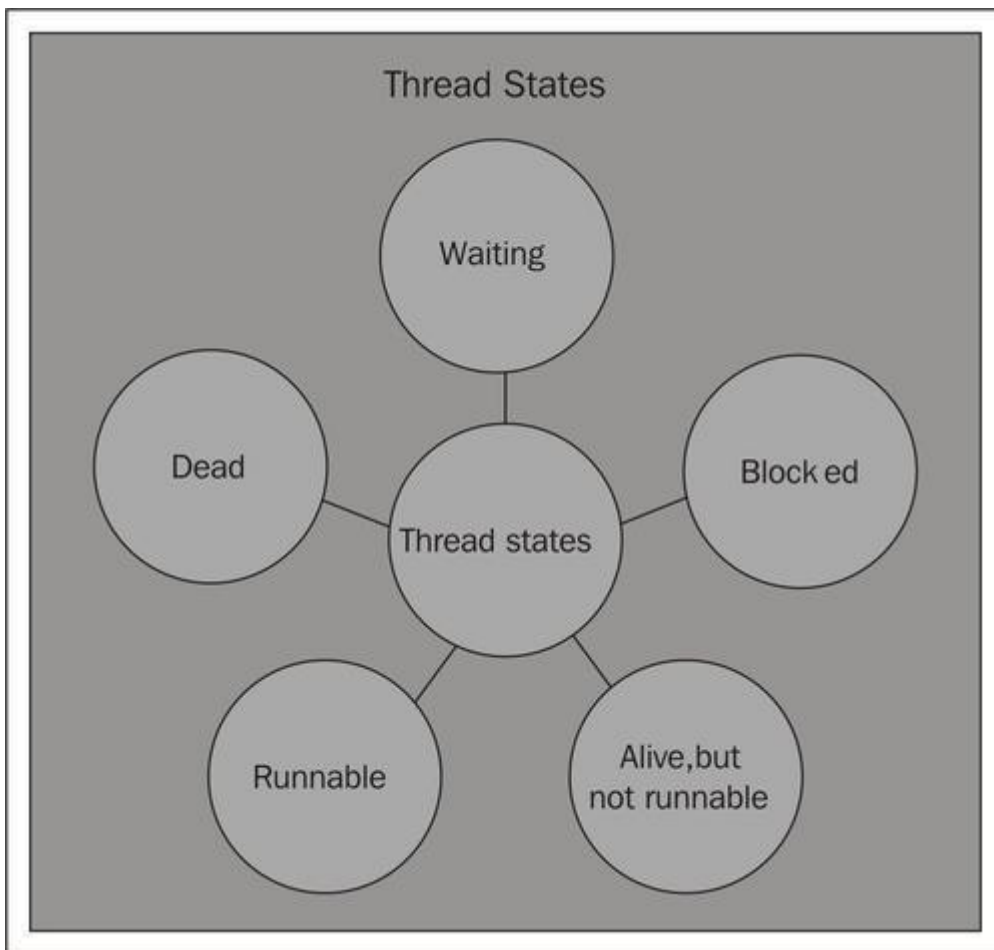 Thread States
Waiting
Dead
Block ed
Thread states
Runnable
Alive,but
not runnable